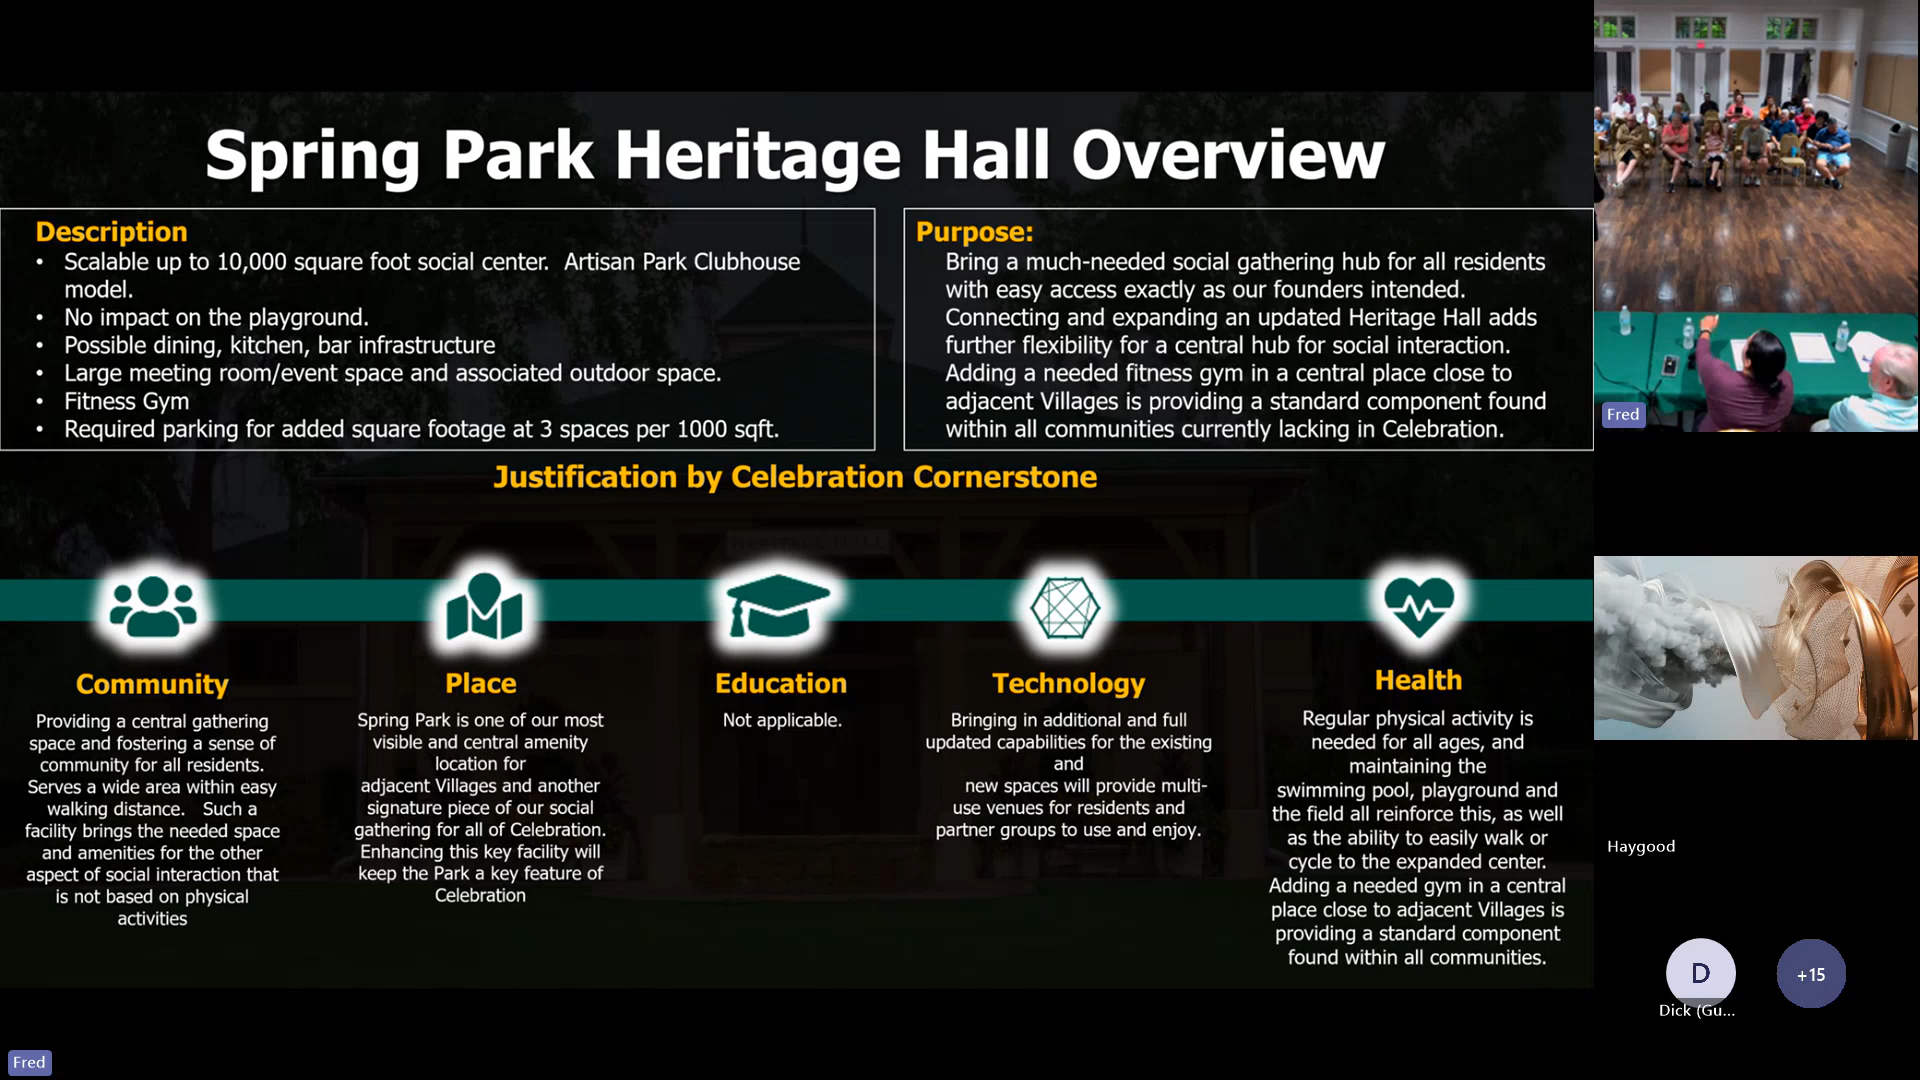 Spring Park Heritage Hall Overview
Description
• Scalable up to 10,000 square foot social center.  Artisan Park Clubhouse
model.
• No impact on the playground.
• Possible dining, kitchen, bar infrastructure
• Large meeting room/event space and associated outdoor space.
• Fitness Gym
• Required parking for added square footage at 3 spaces per 1000 sqft.
Purpose:
Bring a much-needed social gathering hub for all residents
with easy access exactly as our founders intended.
Connecting and expanding an updated Heritage Hall adds
further flexibility for a central hub for social interaction.
Adding a needed fitness gym in a central place close to
adjacent Villages is providing a standard component found
within all communities currently lacking in Celebration.
Justification by Celebration Cornerstone
HERITAGE HALL
Community
Providing a central gathering
space and fostering a sense of
community for all residents.
Serves a wide area within easy
walking distance.   Such a
facility brings the needed space
and amenities for the other
aspect of social interaction that
is not based on physical
activities
Place
Spring Park is one of our most
visible and central amenity
location for
adjacent Villages and another
signature piece of our social
gathering for all of Celebration.
Enhancing this key facility will
keep the Park a key feature of
Celebration
Education
Not applicable.
Technology
Bringing in additional and full
updated capabilities for the existing
and
new spaces will provide multi-
use venues for residents and
partner groups to use and enjoy.
Health
Regular physical activity is
needed for all ages, and
maintaining the
swimming pool, playground and
the field all reinforce this, as well
as the ability to easily walk or
cycle to the expanded center.
Adding a needed gym in a central
place close to adjacent Villages is
providing a standard component
found within all communities.
Fred
Haygood
D
+15
Dick (Gu...
Fred